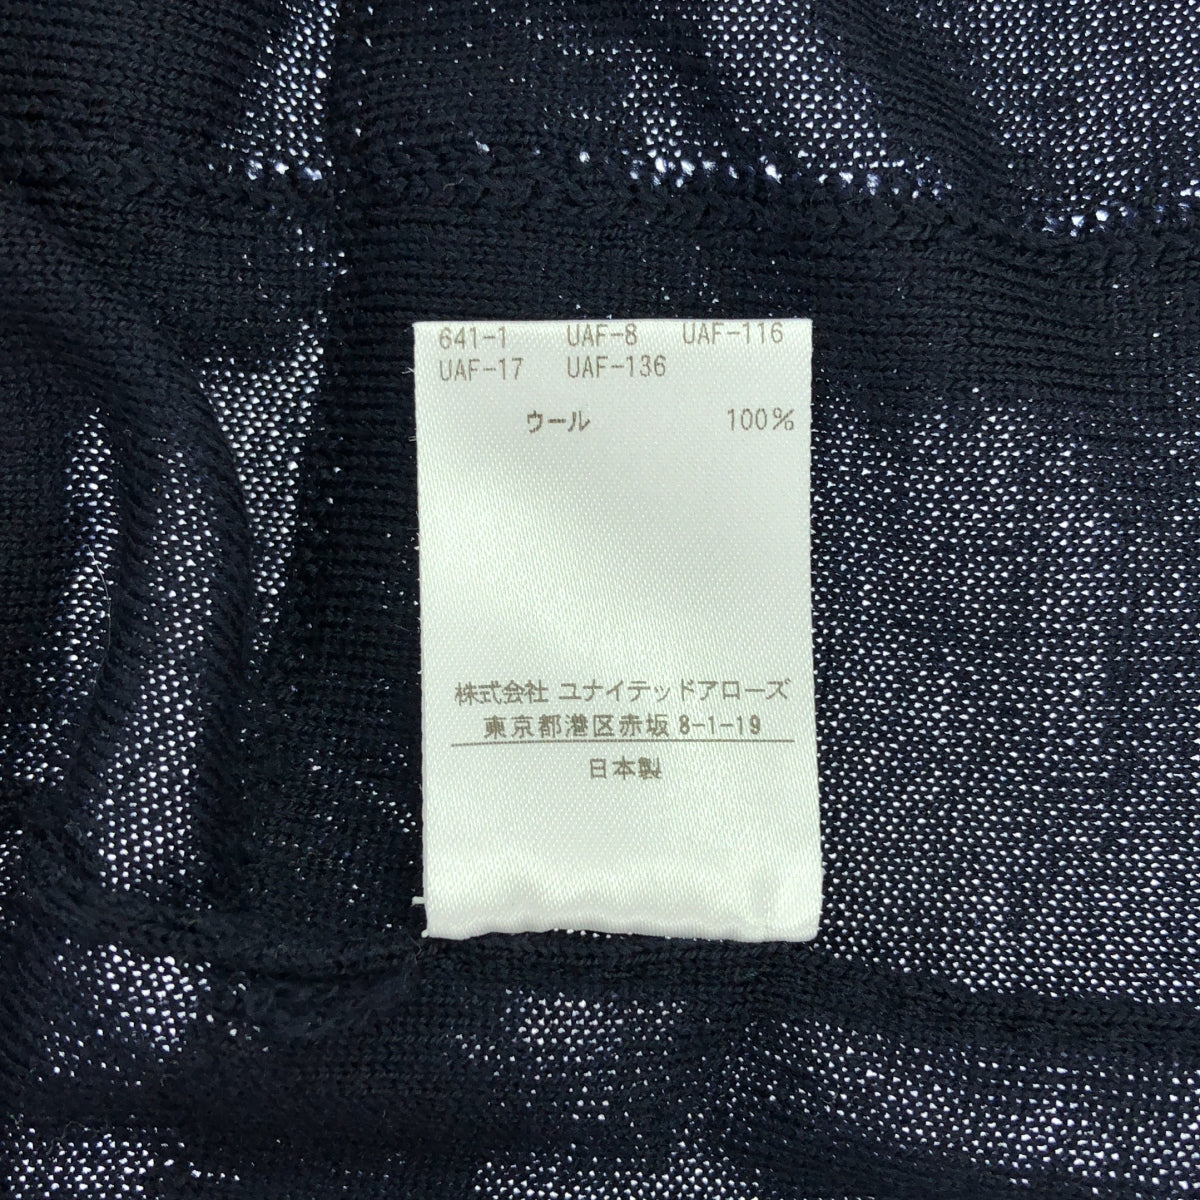 641-1 UAF-8 UAF-116
UAF-17 UAF-136
ウール 100%
株式会社 ユナイテッドアローズ
東京都港区赤坂 8-1-19
日本製